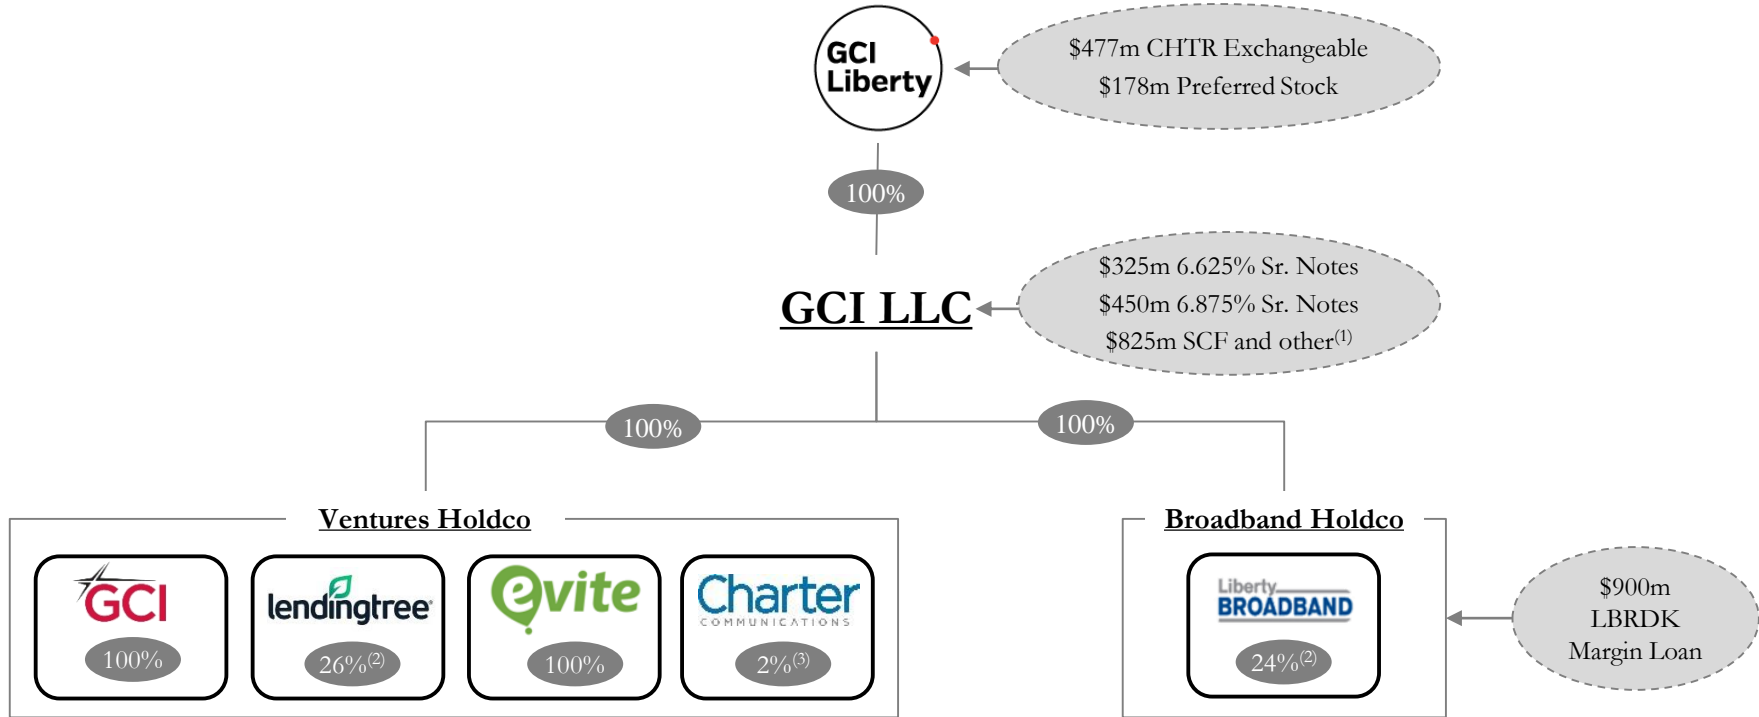 GCI
Liberty
$477m CHTR Exchangeable
$178m Preferred Stock
100%
GCI LLC
$325m 6.625% Sr. Notes
$450m 6.875% Sr. Notes
$825m SCF and other(1)
100%
100%
Ventures Holdco
GCI
100%
lendingtree
26%(2)
evite
100%
Charter
COMMUNICATIONS
2%(3)
Broadband Holdco
Liberty
BROADBAND
24%(2)
$900m
LBRDK
Margin Loan